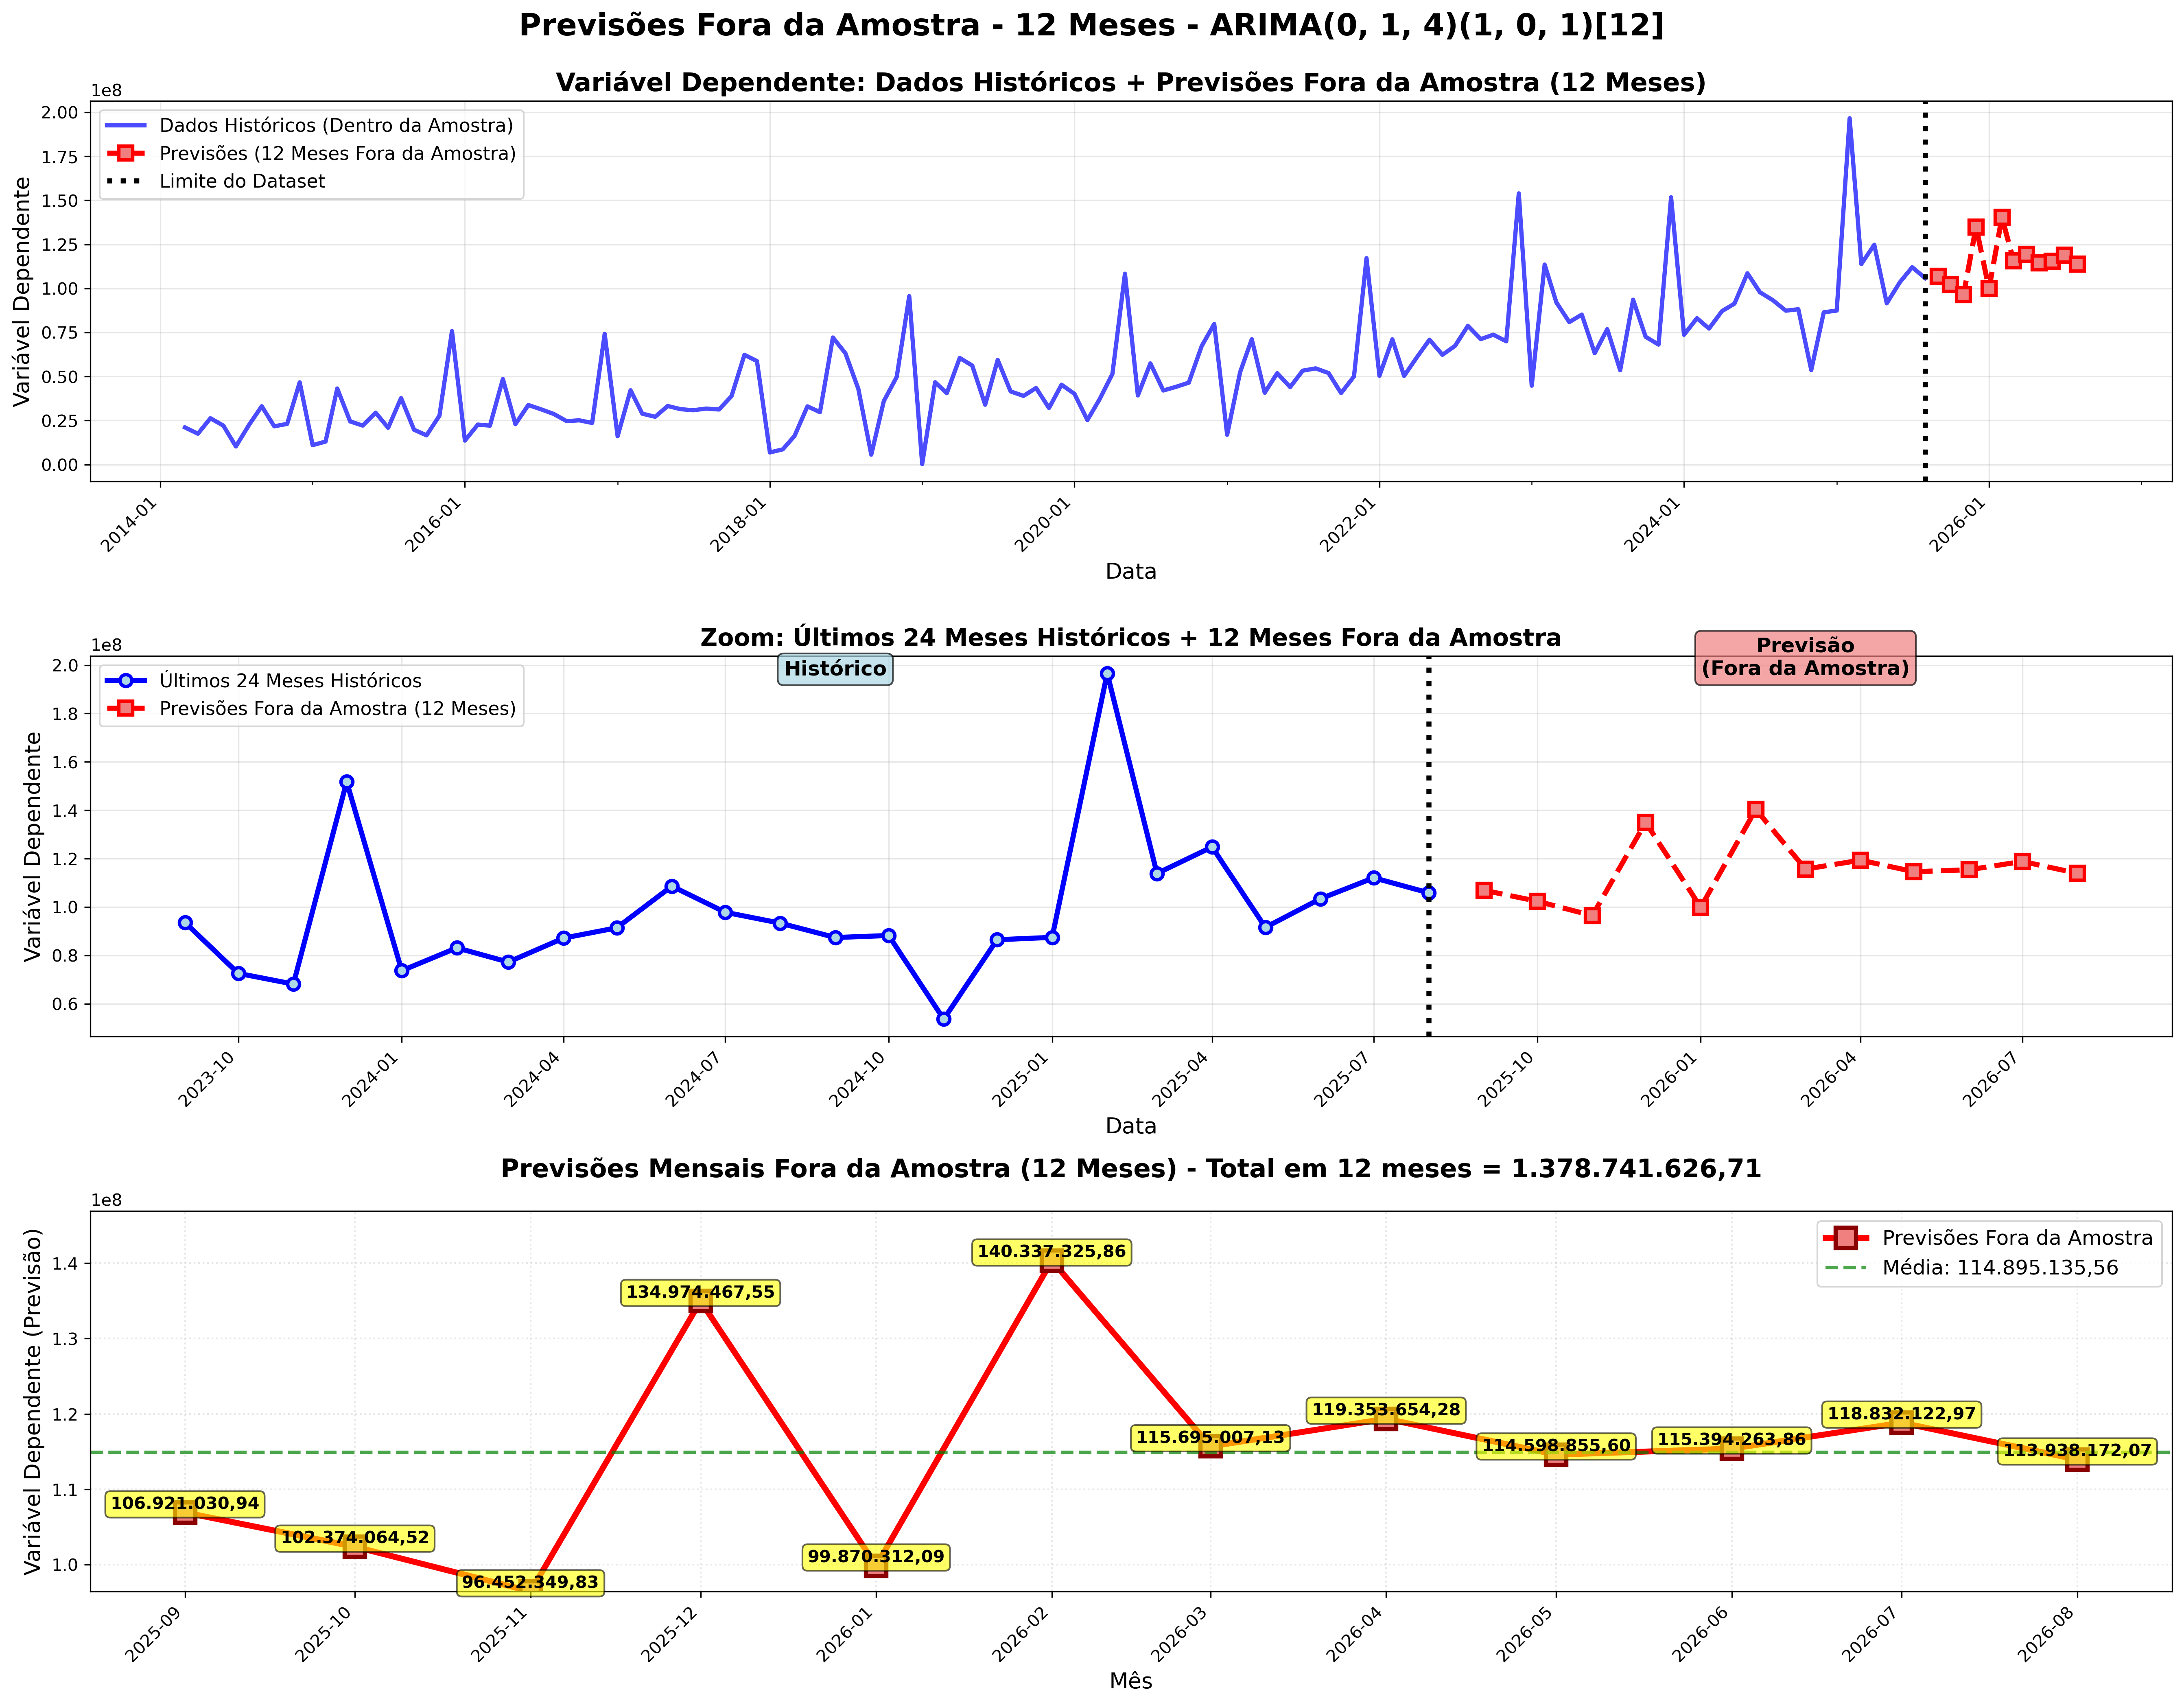 Previsões Fora da Amostra - 12 Meses - ARIMA(0, 1, 4)(1, 0, 1)[12]
Variável Dependente: Dados Históricos + Previsões Fora da Amostra (12 Meses)
1e8
Dados Históricos (Dentro da Amostra)
Previsões (12 Meses Fora da Amostra)
Limite do Dataset
Variável Dependente
2.00
1.75
1.50
1.25
1.00
0.75
0.50
0.25
0.00
2014-01
2016-01
2018-01
2020-01
2022-01
2024-01
2026-01
Data
Zoom: Últimos 24 Meses Históricos + 12 Meses Fora da Amostra
1e8
Últimos 24 Meses Históricos
Previsões Fora da Amostra (12 Meses)
Histórico
Previsão
(Fora da Amostra)
Variável Dependente
2.0
1.8
1.6
1.4
1.2
1.0
0.8
0.6
2023-10
2024-01
2024-04
2024-07
2024-10
2025-01
2025-04
2025-07
2025-10
2026-01
2026-04
2026-07
Data
Previsões Mensais Fora da Amostra (12 Meses) - Total em 12 meses = 1.378.741.626,71
1e8
Previsões Fora da Amostra
Média: 114.895.135,56
Variável Dependente (Previsão)
1.4
1.3
1.2
1.1
1.0
106.921.030,94
102.374.064,52
96.452.349,83
134.974.467,55
99.870.312,09
140.337.325,86
115.695.007,13
119.353.654,28
114.598.855,60
115.394.263,86
118.832.122,97
113.938.172,07
2025-09
2025-10
2025-11
2025-12
2026-01
2026-02
2026-03
2026-04
2026-05
2026-06
2026-07
2026-08
Mês